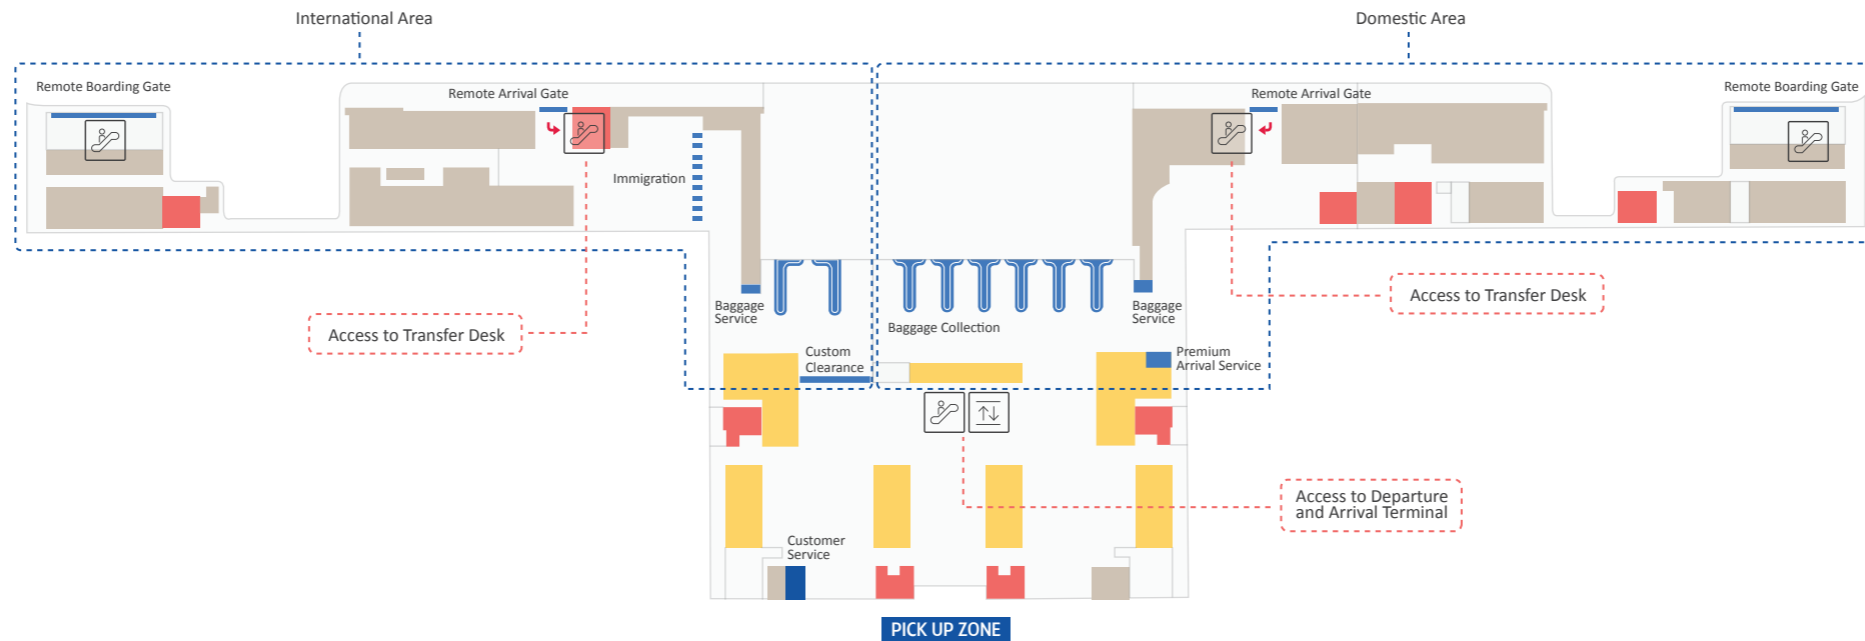 International Area
Domestic Area
Remote Boarding Gate
Remote Arrival Gate
Remote Arrival Gate
Remote Boarding Gate
Immigration
Baggage
Service
Baggage Collection
Baggage
Service
Access to Transfer Desk
Access to Transfer Desk
Custom
Clearance
Premium
Arrival Service
Access to Departure
and Arrival Terminal
Customer
Service
PICK UP ZONE